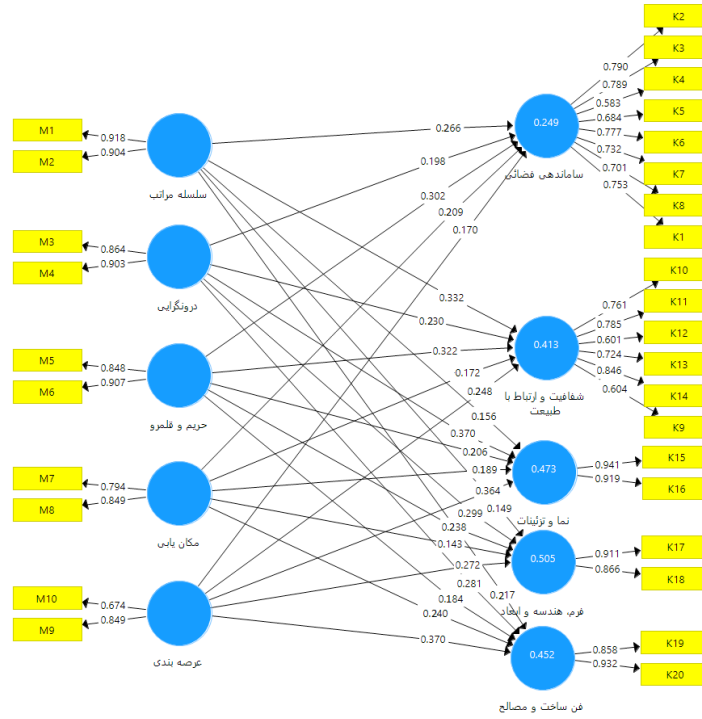 K2
K3
K4
K5
K6
K7
K8
K1
0.790
0.789
0.583
0.684
0.777
0.732
0.701
0.753
0.249
ساماندهی فضائی
M1
M2
0.918
0.904
سلسله مراتب
0.266
0.198
0.302
0.209
0.170
M3
M4
0.864
0.903
درونگرایی
K10
K11
K12
K13
K14
K9
0.761
0.785
0.601
0.724
0.846
0.604
0.413
شفافیت و ارتباط با
طبیعت
0.332
0.230
0.322
0.172
0.248
M5
M6
0.848
0.907
حریم و قلمرو
0.156
0.370
0.206
0.189
0.364
K15
K16
0.941
0.919
0.473
نما و تزئینات
M7
M8
0.794
0.849
مکان یابی
0.149
0.299
0.238
0.143
0.272
K17
K18
0.911
0.866
0.505
فرم، هندسه و ابعاد
M10
M9
0.674
0.849
عرصه بندی
0.217
0.281
0.184
0.240
0.370
K19
K20
0.858
0.932
0.452
فن ساخت و مصالح